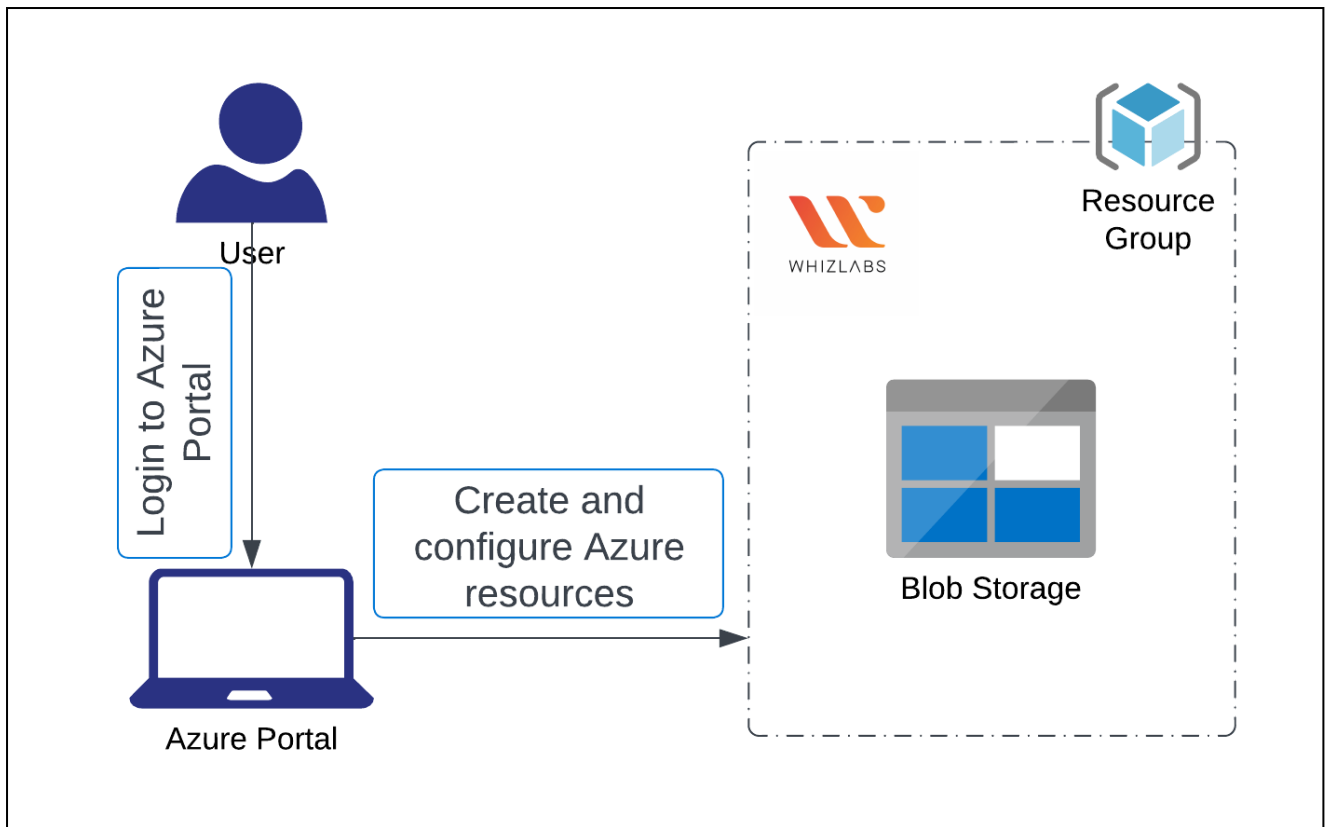 User
Login to Azure
Portal
Azure Portal
Create and
configure Azure
resources
WHIZLABS
Resource
Group
Blob Storage